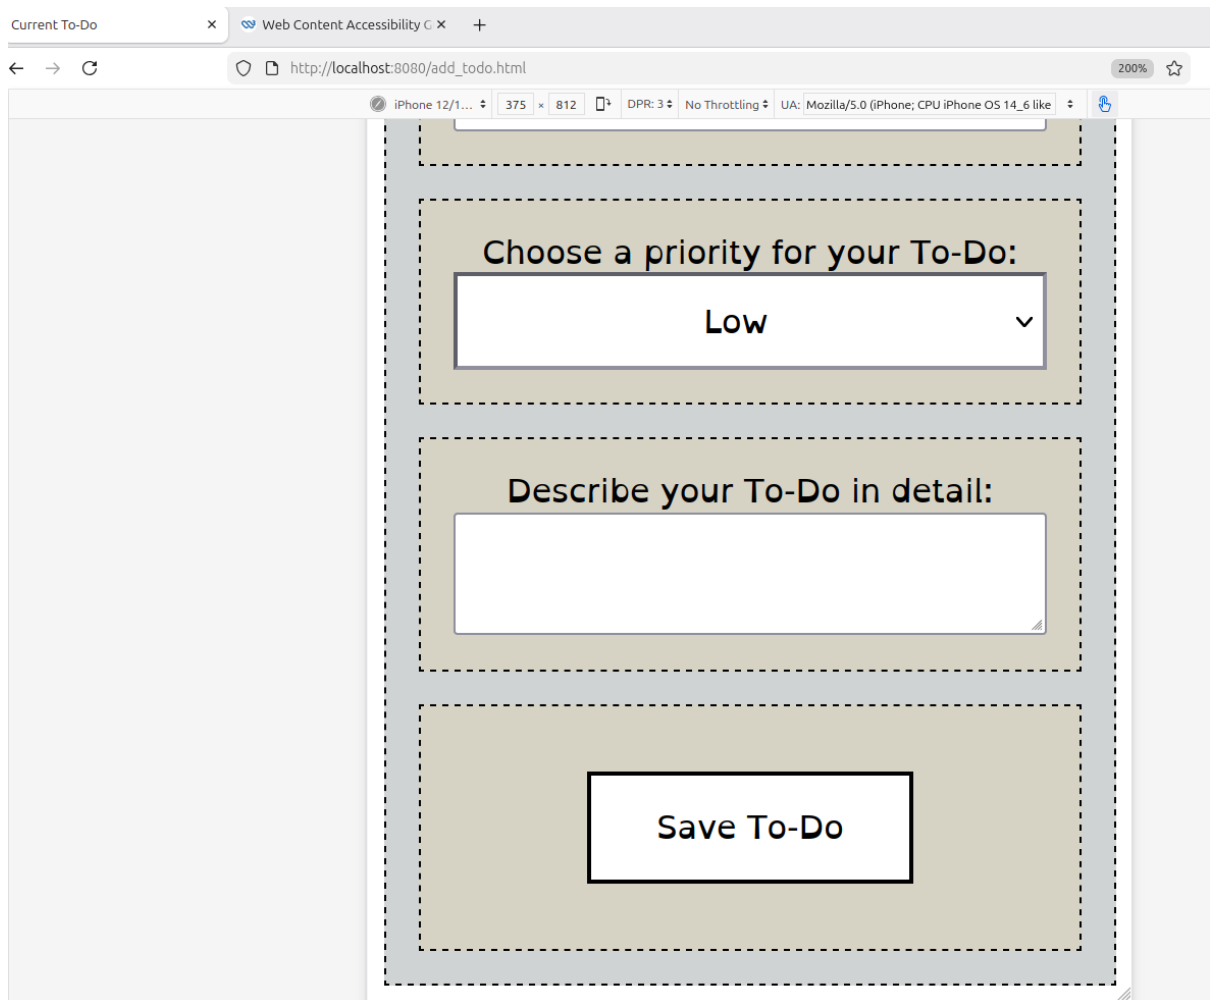 Current To-Do
Web Content Accessibility G
http://localhost:8080/add_todo.html
200%
iPhone 12/1... 375 × 812 DPR: 3 No Throttling UA: Mozilla/5.0 (iPhone; CPU iPhone OS 14_6 like
Choose a priority for your To-Do:
Low
Describe your To-Do in detail:
Save To-Do